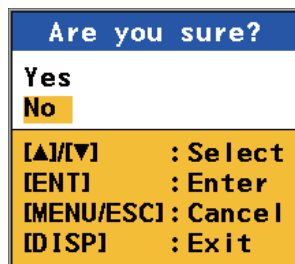 Are you sure?
Yes
No
[▲]/[▼] :Select
[ENT] :Enter
[MENU/ESC]:Cancel
[DISP] :Exit